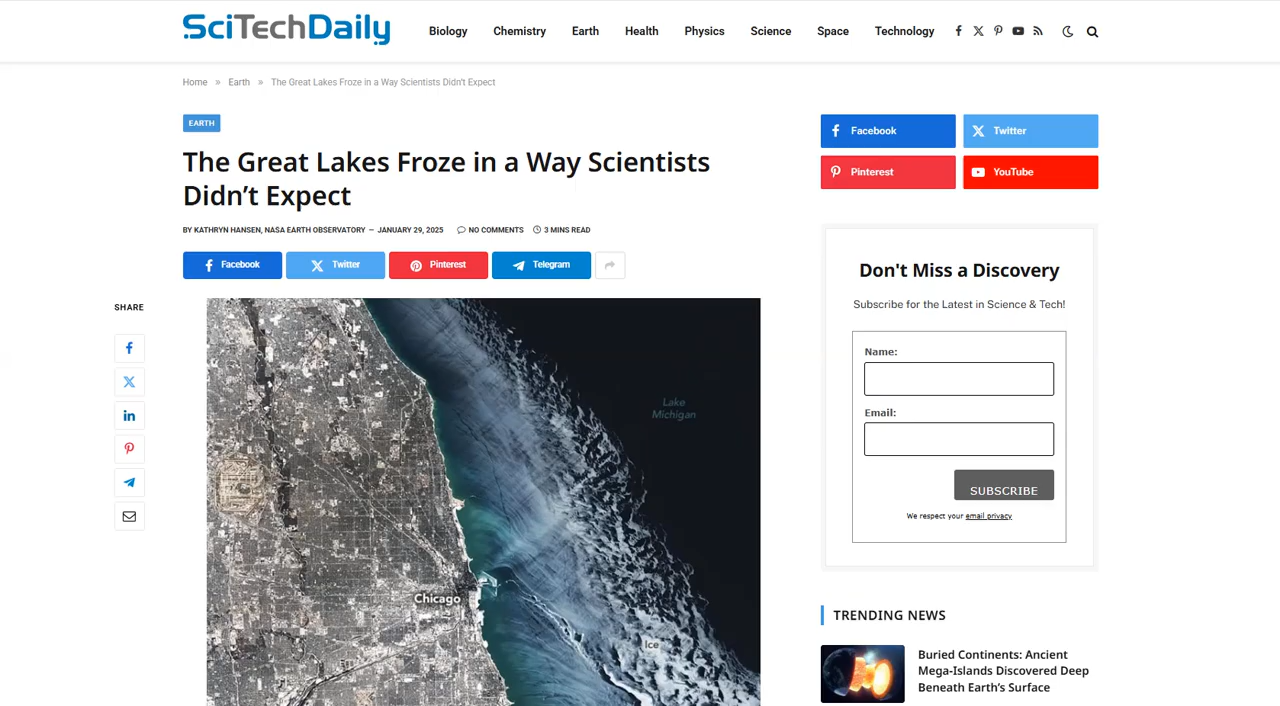 SciTechDaily
Biology Chemistry Earth Health Physics Science Space Technology
Home » Earth » The Great Lakes Froze in a Way Scientists Didn't Expect
EARTH
The Great Lakes Froze in a Way Scientists
Didn't Expect
BY KATHRYN HANSEN, NASA EARTH OBSERVATORY — JANUARY 29, 2025 NO COMMENTS 3 MINS READ
Facebook Twitter Pinterest Telegram
SHARE
Lake
Michigan
Chicago
Ice
Facebook Twitter
Pinterest YouTube
Don't Miss a Discovery
Subscribe for the Latest in Science & Tech!
Name:
Email:
SUBSCRIBE
We respect your email privacy
TRENDING NEWS
Buried Continents: Ancient
Mega-Islands Discovered Deep
Beneath Earth's Surface